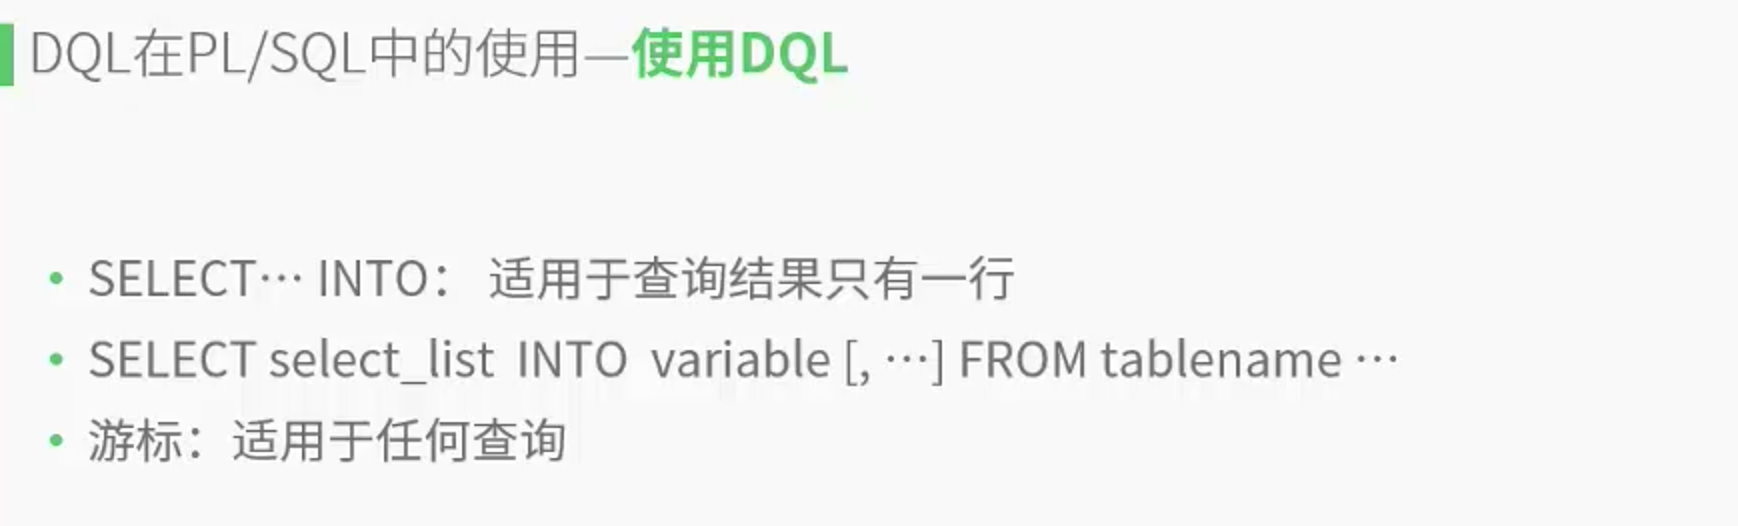 DQL在PL/SQL中的使用—使用DQL
• SELECT… INTO： 适用于查询结果只有一行
• SELECT select_list INTO variable [, …] FROM tablename …
• 游标：适用于任何查询